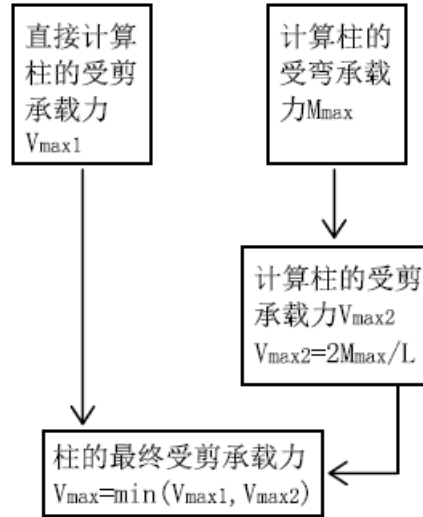 直接计算
柱的受剪
承载力
Vmax1
计算柱的
受弯承载
力Mmax
计算柱的受剪
承载力Vmax2
Vmax2=2Mmax/L
柱的最终受剪承载力
Vmax=min(Vmax1,Vmax2)